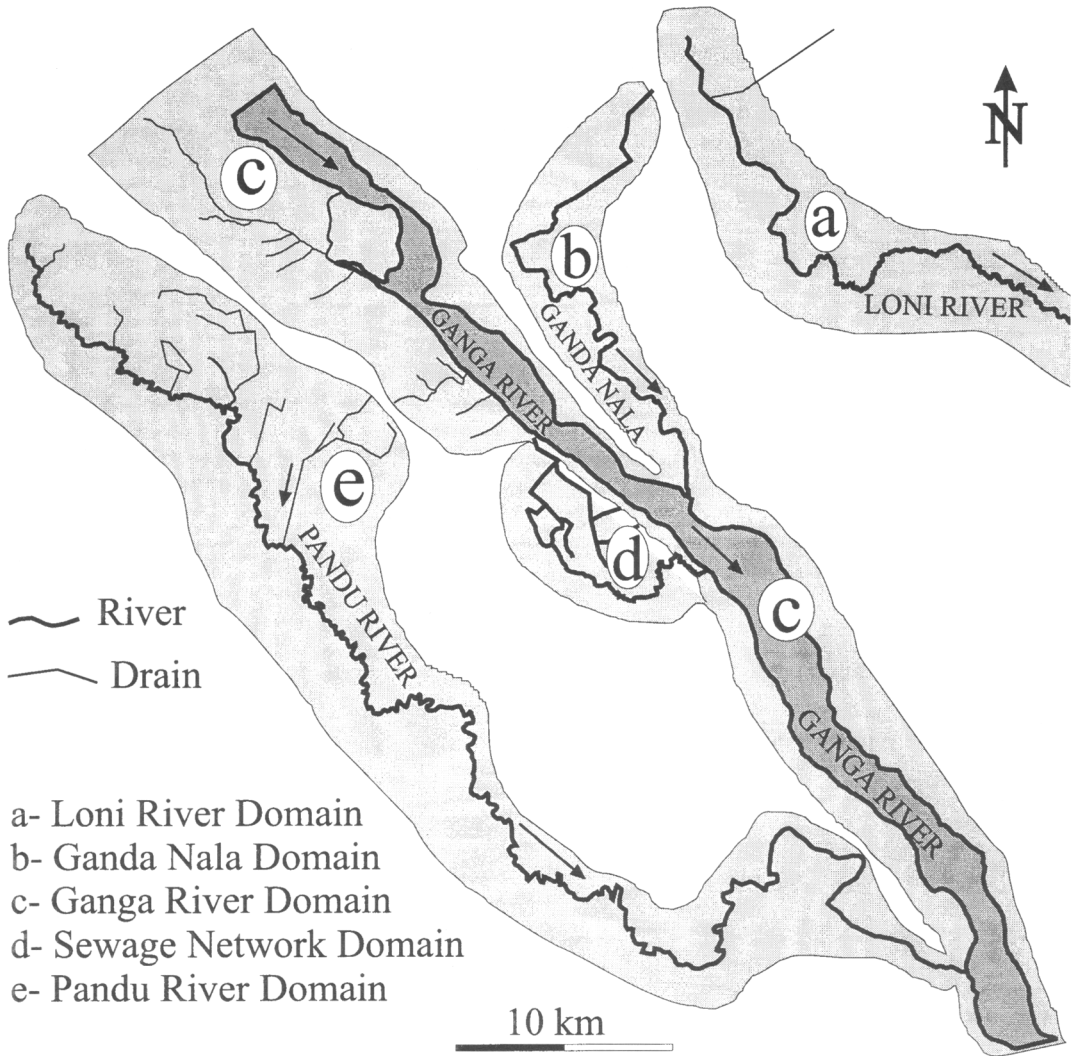 N
c
a
b
LONI RIVER
GANGA RIVER
GANDA NALA
e
d
PANDU RIVER
c
River
Drain
GANGA RIVER
a- Loni River Domain
b- Ganda Nala Domain
c- Ganga River Domain
d- Sewage Network Domain
e- Pandu River Domain
10 km